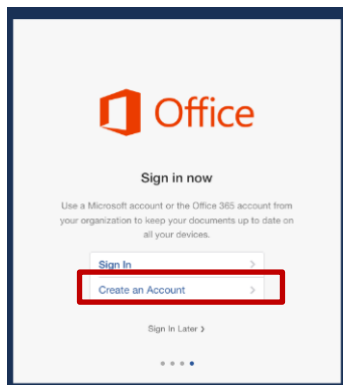 Office
Sign in now
Use a Microsoft account or the Office 365 account from
your organization to keep your documents up to date on
all your devices.
Sign In
Create an Account
Sign In Later